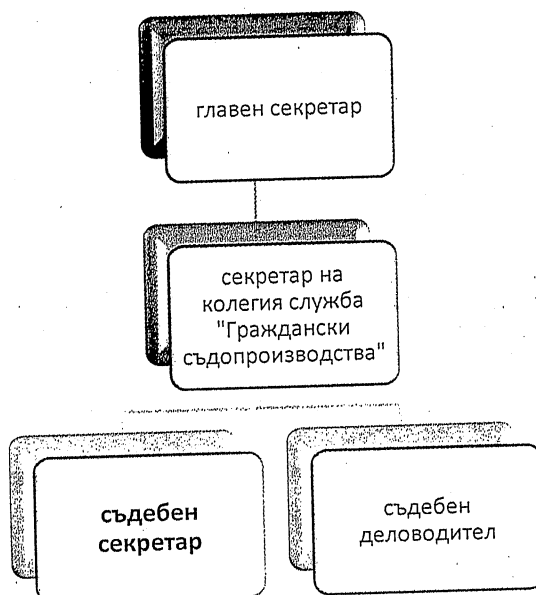 главен секретар
секретар на
колегия служба
"Граждански
съдопроизводства"
съдебен
секретар
съдебен
деловодител